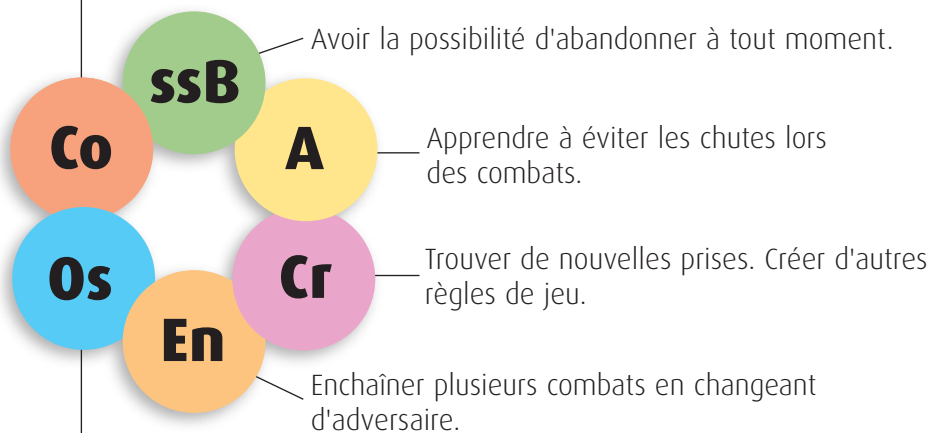 ssB
Avoir la possibilité d'abandonner à tout moment.
Co
A
Apprendre à éviter les chutes lors
des combats.
Os
Cr
Trouver de nouvelles prises. Créer d'autres
règles de jeu.
En
Enchaîner plusieurs combats en changeant
d'adversaire.